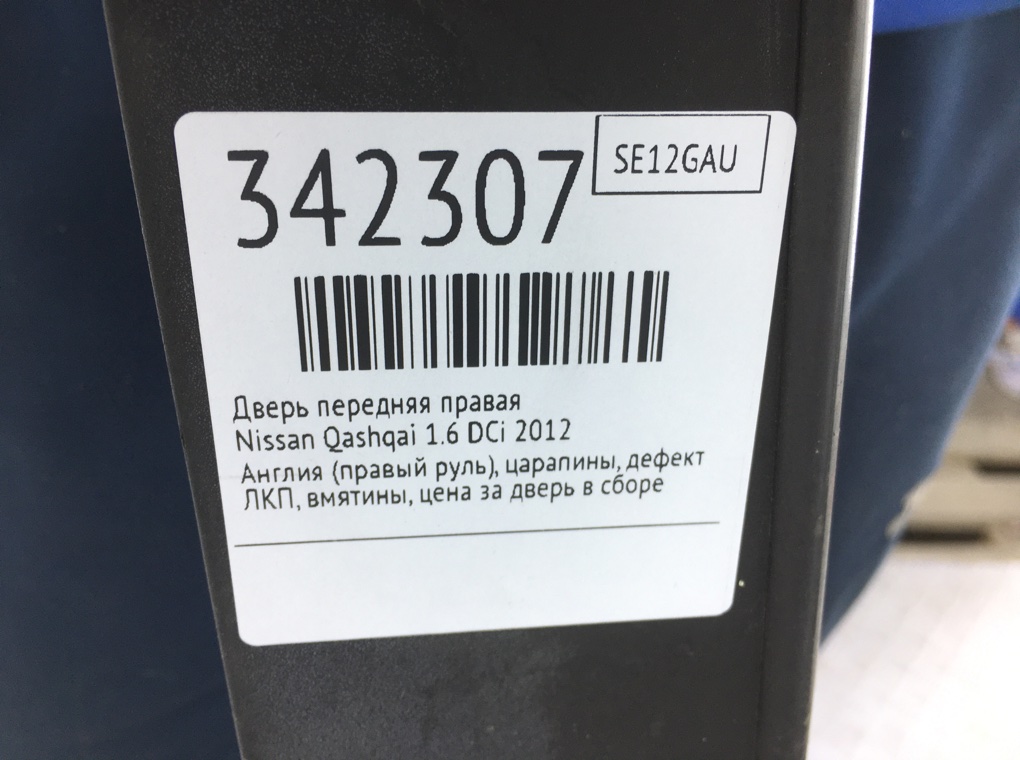 342307
SE12GAU
Дверь передняя правая
Nissan Qashqai 1.6 DCi 2012
Англия (правый руль), царапины, дефект
ЛКП, вмятины, цена за дверь в сборе